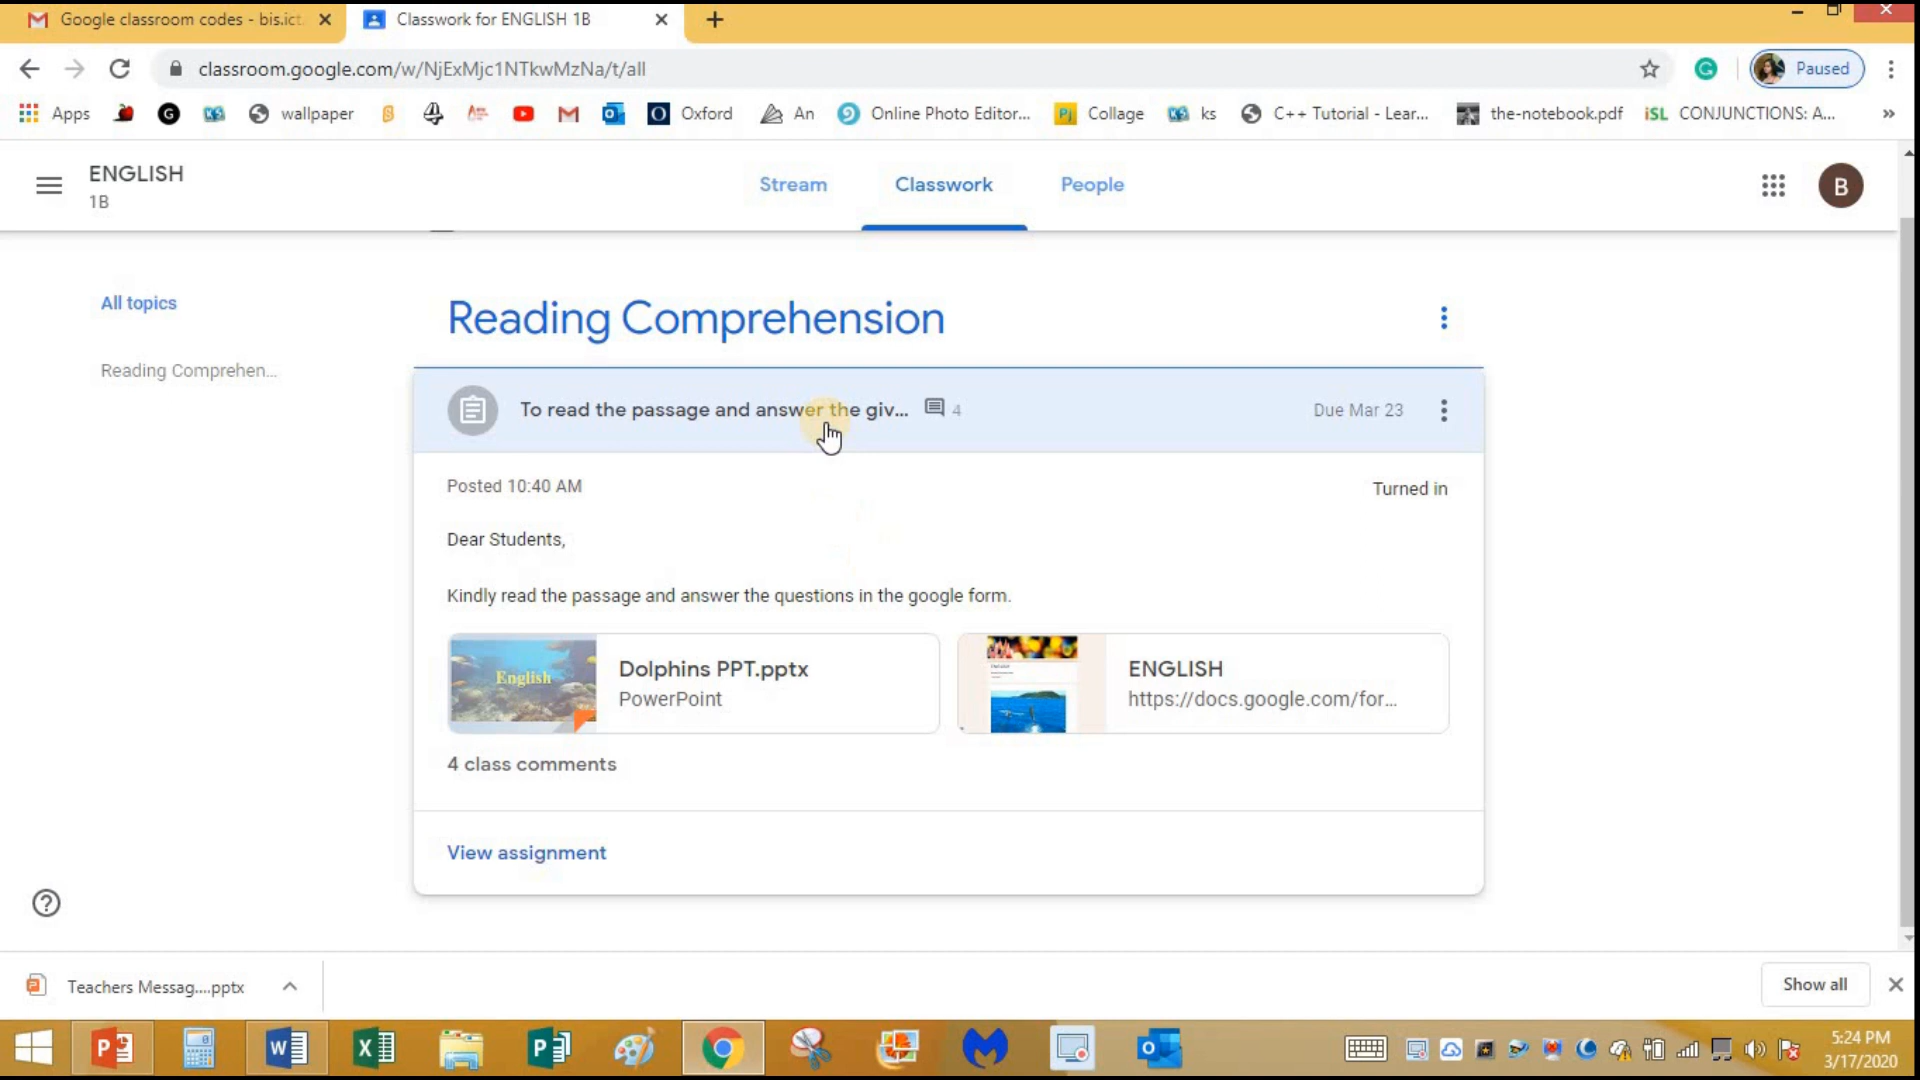 Google classroom codes - bis.ict
Classwork for ENGLISH 1B
classroom.google.com/w/NjExMjc1NTkwMzNa/t/all
Paused
Apps
wallpaper
Oxford
An
Online Photo Editor...
Collage
ks
C++ Tutorial - Lear...
the-notebook.pdf
iSL CONJUNCTIONS: A...
»
ENGLISH
1B
Stream
Classwork
People
B
All topics
Reading Comprehen...
Reading Comprehension
To read the passage and answer the giv...
4
Due Mar 23
Posted 10:40 AM
Turned in
Dear Students,
Kindly read the passage and answer the questions in the google form.
English
Dolphins PPT.pptx
PowerPoint
ENGLISH
https://docs.google.com/for...
4 class comments
View assignment
Teachers Messag....pptx
Show all
5:24 PM
3/17/2020